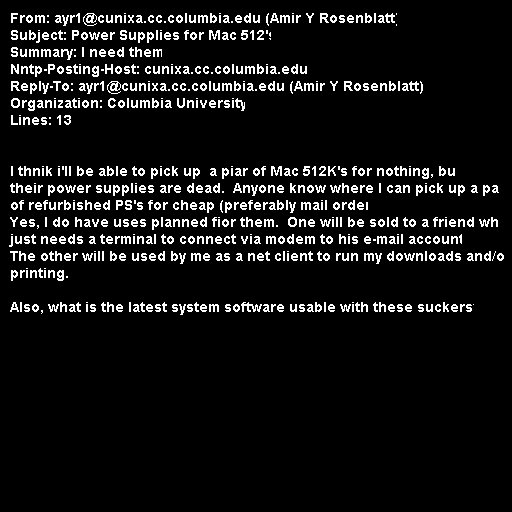 From: ayr1@cunixa.cc.columbia.edu (Amir Y Rosenblatt)
Subject: Power Supplies for Mac 512's
Summary: I need them
Nntp-Posting-Host: cunixa.cc.columbia.edu
Reply-To: ayr1@cunixa.cc.columbia.edu (Amir Y Rosenblatt)
Organization: Columbia University
Lines: 13

I thnik i'll be able to pick up  a piar of Mac 512K's for nothing, bu
their power supplies are dead.  Anyone know where I can pick up a pa
of refurbished PS's for cheap (preferably mail order
Yes, I do have uses planned fior them.  One will be sold to a friend wh
just needs a terminal to connect via modem to his e-mail account
The other will be used by me as a net client to run my downloads and/o
printing.

Also, what is the latest system software usable with these suckers